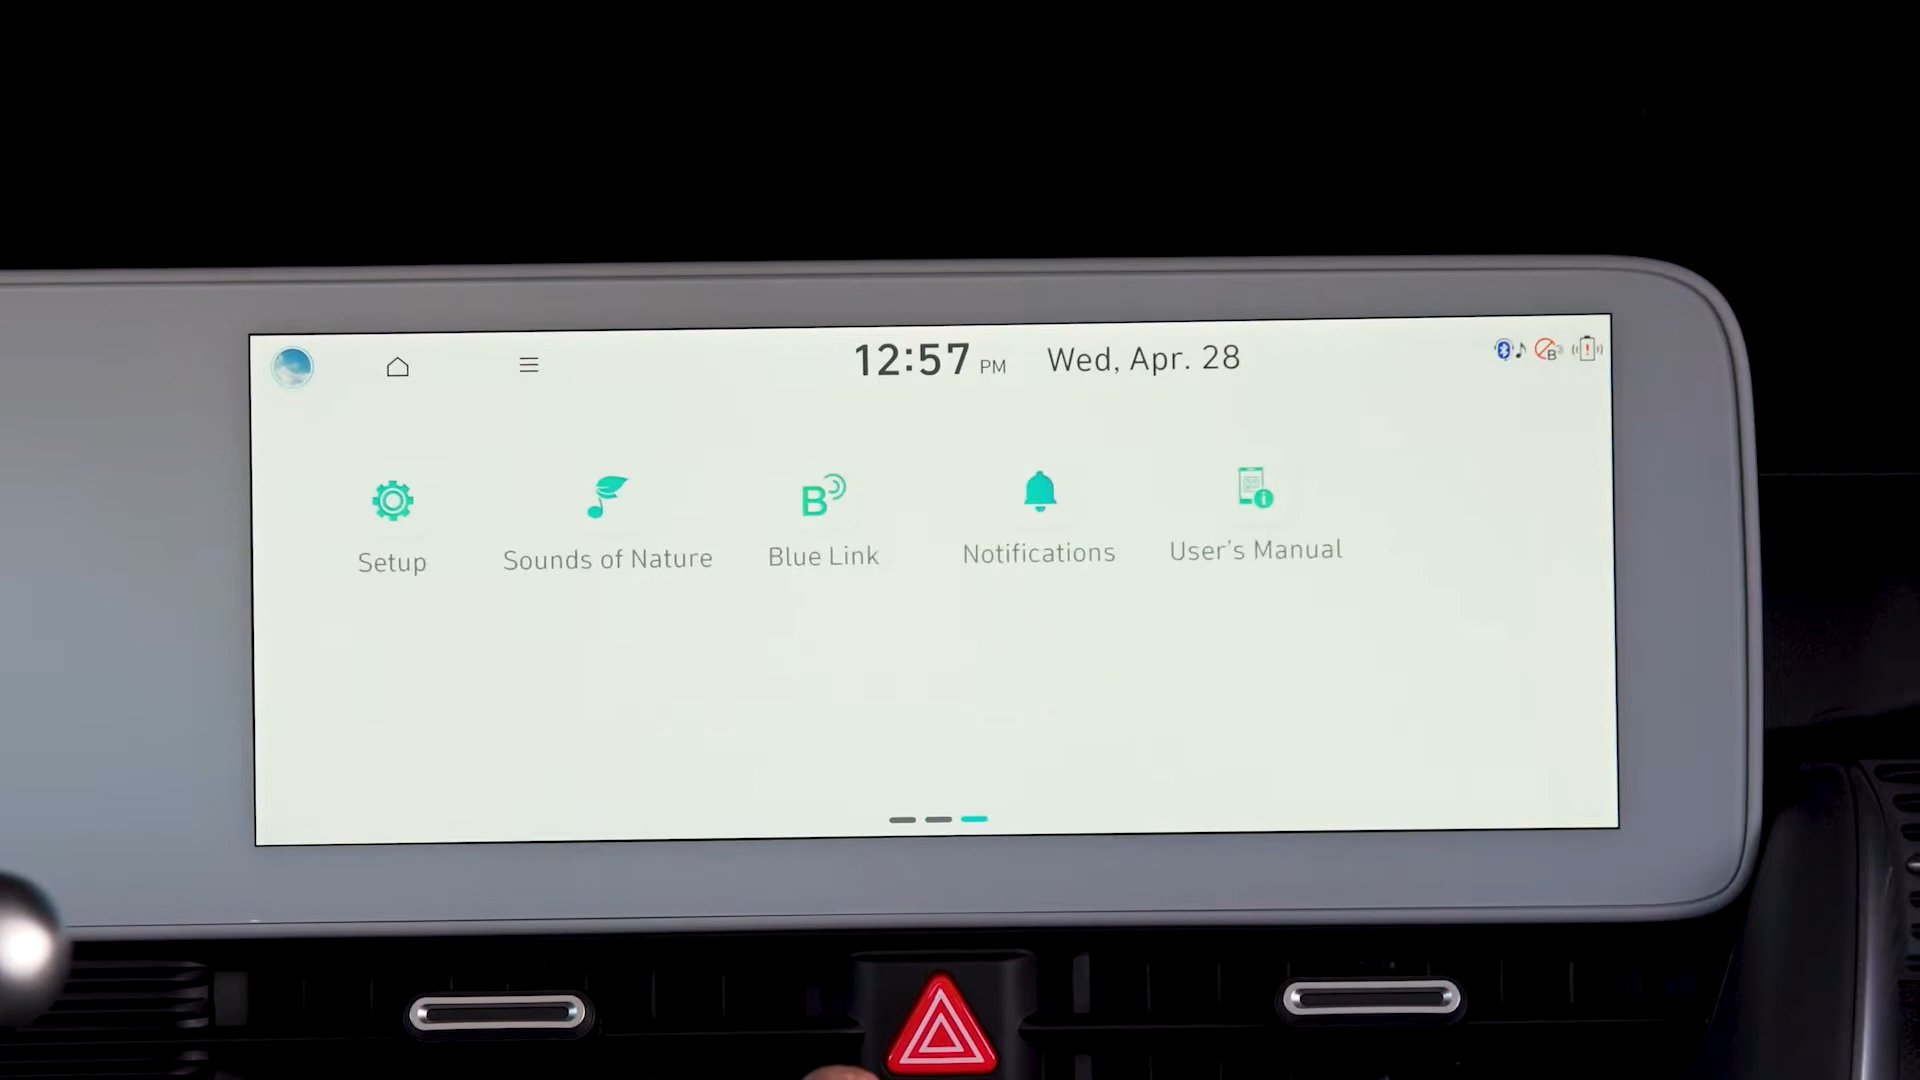 12:57 PM Wed, Apr. 28
B
B
Setup Sounds of Nature Blue Link Notifications User's Manual